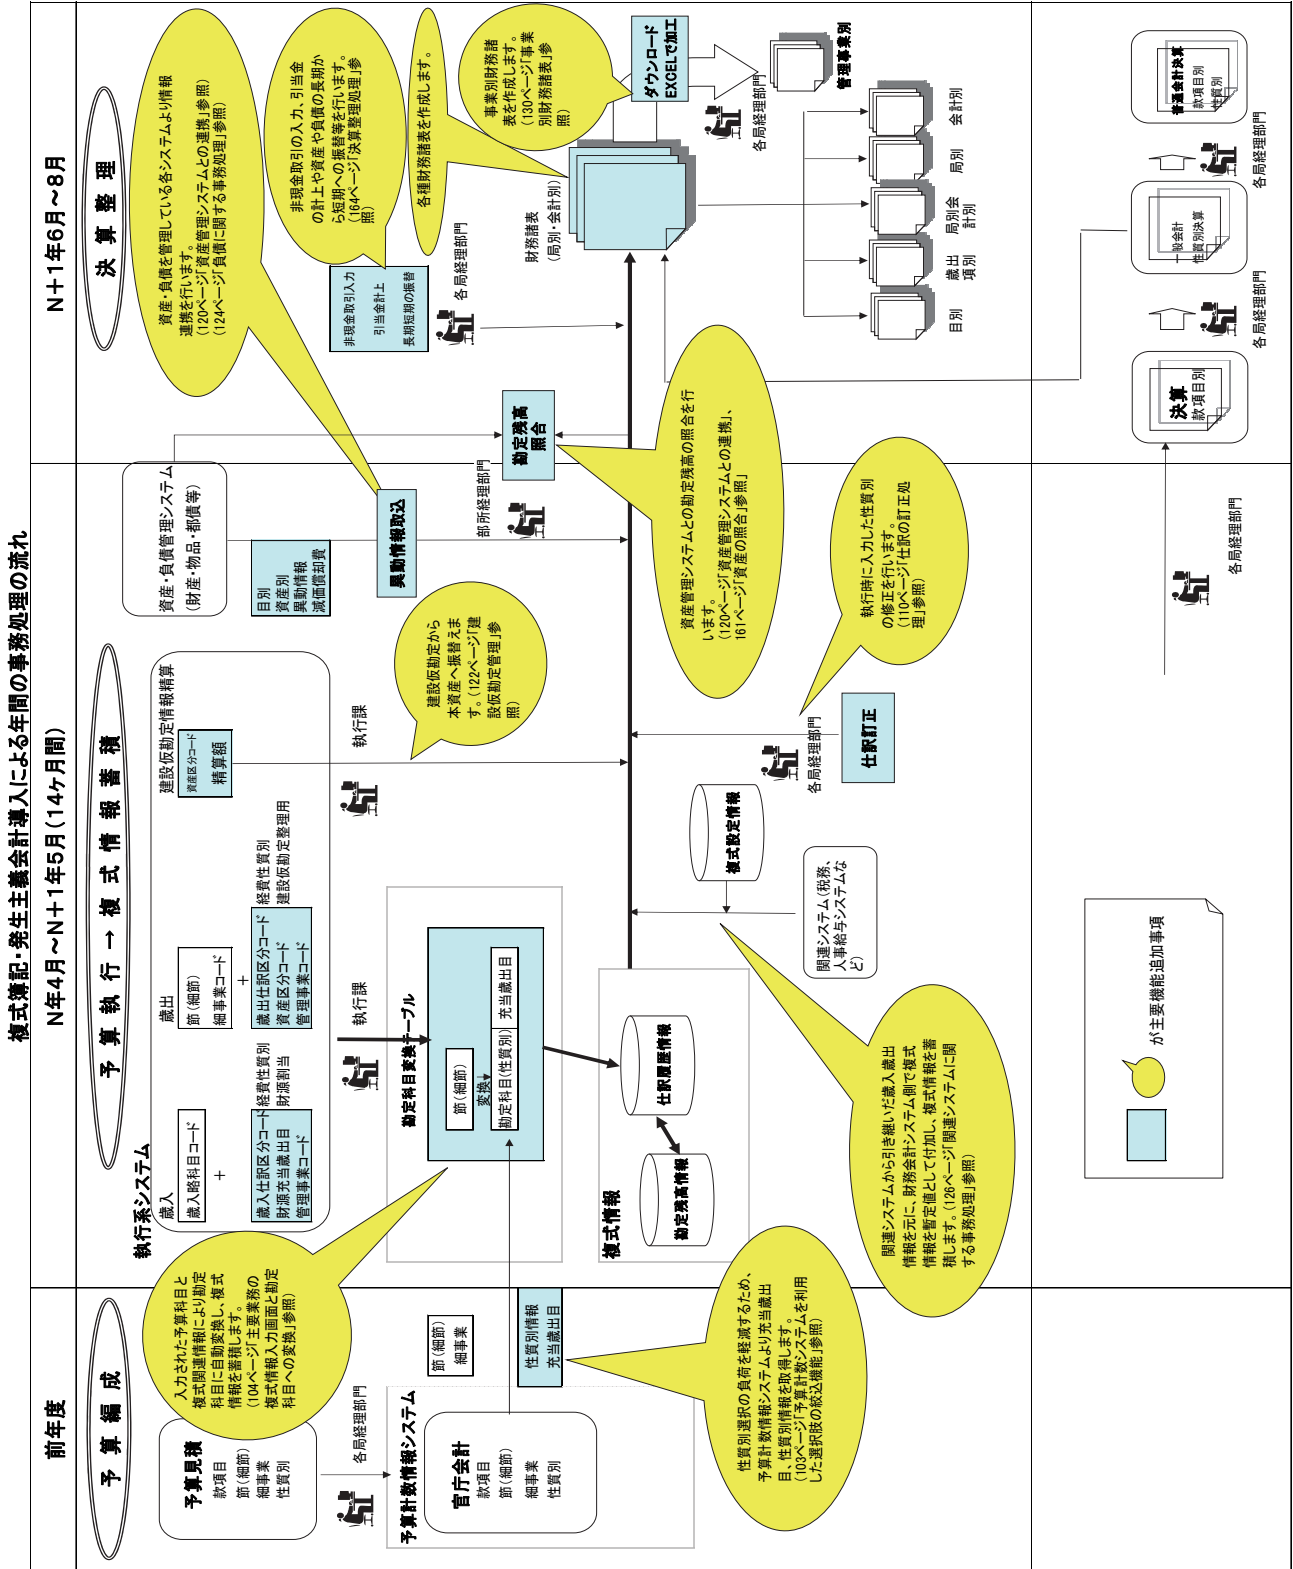 複式簿記・発生主義会計導入による年間の事務処理の流れ
前年度
N年4月～N＋1年5月(14ヶ月間)
N＋1年6月～8月
予算編成
予算執行→複式情報蓄積
決算整理
予算見積
款項目
節(細節)
細事業
性質別
各局経理部門
予算計数情報システム
官庁会計
款項目
節(細節)
細事業
性質別
節(細節)
細事業
性質別情報
充当歳出目
入力された予算科目と
複式関連情報により勘定
科目に自動変換し、複式
情報を蓄積します。
(104ページ「主要業務の
複式情報入力画面と勘定
科目への変換」参照)
性質別選択の負荷を軽減するため、
予算計数情報システムより充当歳出
目、性質別情報を取得します。
(103ページ「予算計数システムを利用
した選択肢の絞込機能」参照)
執行系システム
歳入
歳入略科目コード
＋
歳入仕訳区分コード
財源充当歳出目
管理事業コード
経費性質別
財源割当
歳出
節(細節)
細事業コード
＋
歳出仕訳区分コード
資産区分コード
管理事業コード
経費性質別
建設仮勘定整理用
建設仮勘定情報精算
資産区分コード
精算額
執行課
執行課
勘定科目変換テーブル
節(細節)
変換↓
勘定科目(性質別)
充当歳出目
複式情報
勘定残高情報
仕訳履歴情報
複式設定情報
関連システム(税務、
人事給与システムな
ど)
仕訳訂正
各局経理部門
関連システムから引き継いだ歳入歳出
情報を元に、財務会計システム側で複式
情報を暫定値として付加し、複式情報を蓄
積します。(126ページ「関連システムに関
する事務処理」参照)
建設仮勘定から
本資産へ振替えま
す。(122ページ「建
設仮勘定管理」参
照)
執行時に入力した性質別
の修正を行います。
(110ページ「仕訳の訂正処
理」参照)
資産・負債管理システム
(財産・物品・都債等)
目別
資産別
異動情報
減価償却費
異動情報取込
部所経理部門
勘定残高
照合
資産管理システムとの勘定残高の照合を行
います。
(120ページ「資産管理システムとの連携」、
161ページ「資産の照合」参照)
資産・負債を管理している各システムより情報
連携を行います。
(120ページ「資産管理システムとの連携」参照)
(124ページ「負債に関する事務処理」参照)
非現金取引の入力、引当金
の計上や資産や負債の長期か
ら短期への振替等を行います。
(164ページ「決算整理処理」参
照)
非現金取引入力
引当金計上
長期短期の振替
各局経理部門
各種財務諸表を作成します。
事業別財務諸
表を作成します。
(130ページ「事業
別財務諸表」参
照)
財務諸表
(局別・会計別)
ダウンロード
EXCELで加工
各局経理部門
管理事業別
目別
歳出
項別
局別会
計別
局別
会計別
各局経理部門
決算
款項目別
各局経理部門
一般会計
性質別決算
各局経理部門
普通会計決算
款項目別
性質別
が主要機能追加事項